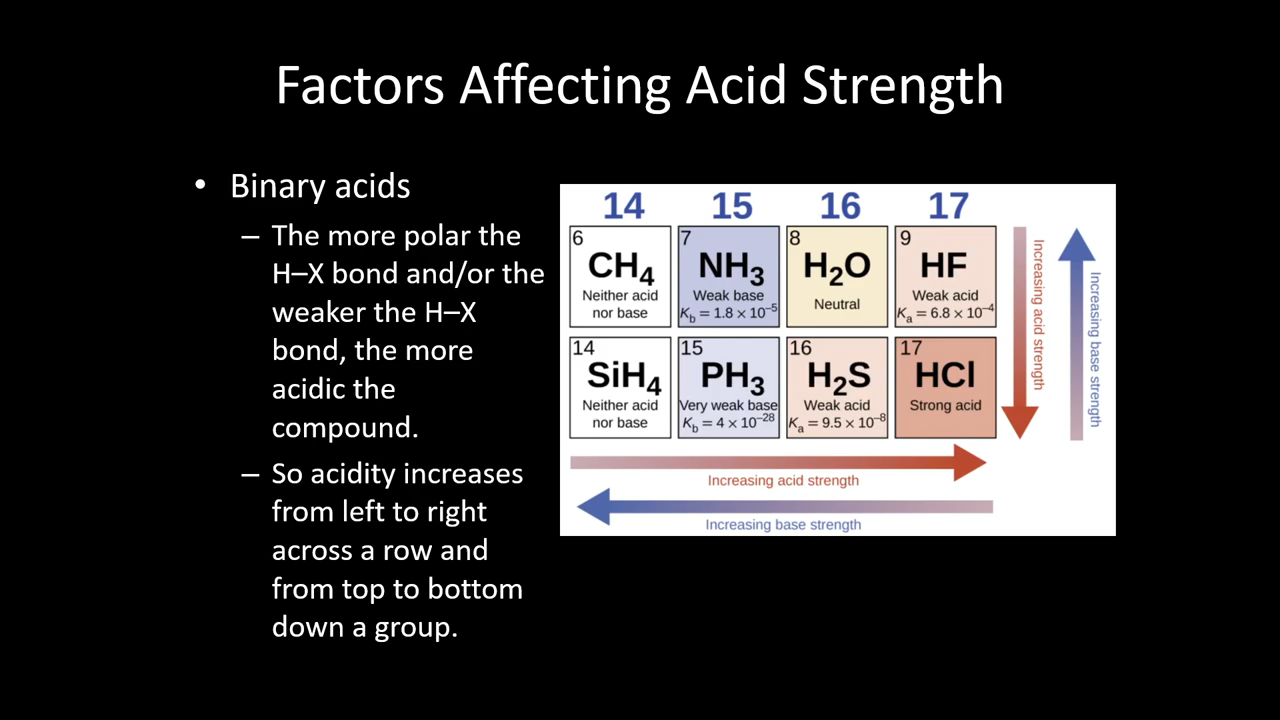 Factors Affecting Acid Strength
• Binary acids
– The more polar the
H–X bond and/or the
weaker the H–X
bond, the more
acidic the
compound.
– So acidity increases
from left to right
across a row and
from top to bottom
down a group.
14 15 16 17
6
CH₄
Neither acid
nor base
7
NH₃
Weak base
K_b = 1.8 × 10⁻⁵
8
H₂O
Neutral
9
HF
Weak acid
K_a = 6.8 × 10⁻⁴
14
SiH₄
Neither acid
nor base
15
PH₃
Very weak base
K_b = 4 × 10⁻²⁸
16
H₂S
Weak acid
K_a = 9.5 × 10⁻⁸
17
HCl
Strong acid
Increasing acid strength
Increasing base strength
Increasing acid strength
Increasing base strength